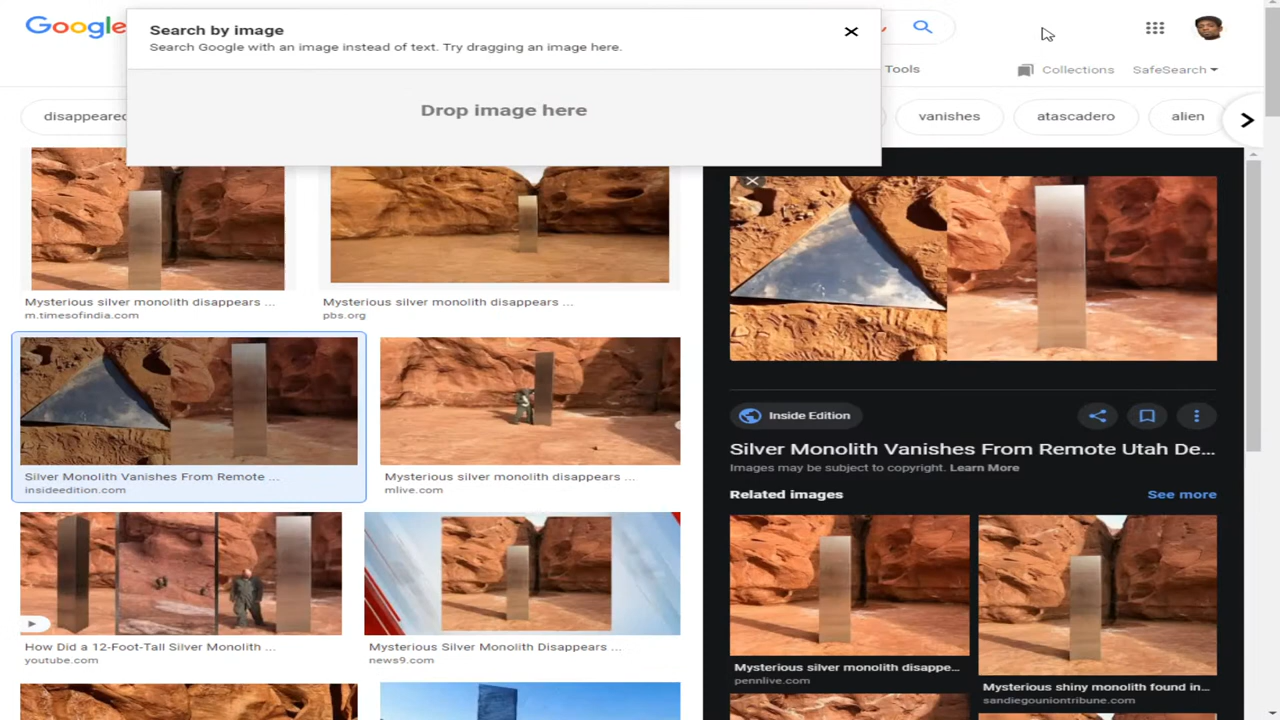 Google
Search by image
Search Google with an image instead of text. Try dragging an image here.
Drop image here
Tools
Collections
SafeSearch
disappeared
vanishes
atascadero
alien
Mysterious silver monolith disappears ...
m.timesofindia.com
Mysterious silver monolith disappears ...
pbs.org
Silver Monolith Vanishes From Remote ...
insideedition.com
Mysterious silver monolith disappears ...
mlive.com
How Did a 12-Foot-Tall Silver Monolith ...
youtube.com
Mysterious Silver Monolith Disappears ...
news9.com
Inside Edition
Silver Monolith Vanishes From Remote Utah De...
Images may be subject to copyright. Learn More
Related images
See more
Mysterious silver monolith disappe...
pennlive.com
Mysterious shiny monolith found in...
sandiegouniontribune.com